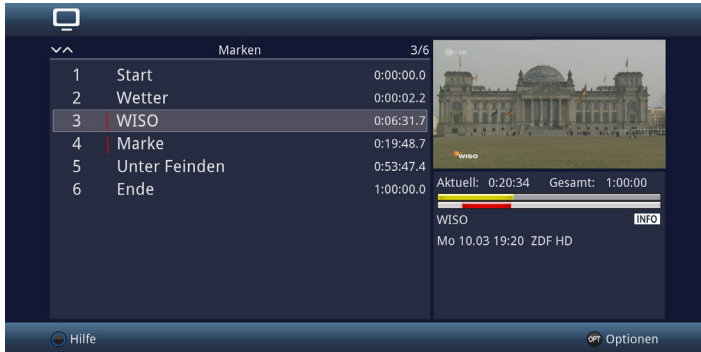 Marken 3/6
1 Start 0:00:00.0
2 Wetter 0:00:02.2
3 WISO 0:06:31.7
4 Marke 0:19:48.7
5 Unter Feinden 0:53:47.4
6 Ende 1:00:00.0
wiso
Aktuell: 0:20:34 Gesamt: 1:00:00
WISO INFO
Mo 10.03 19:20 ZDF HD
Hilfe
OPT Optionen